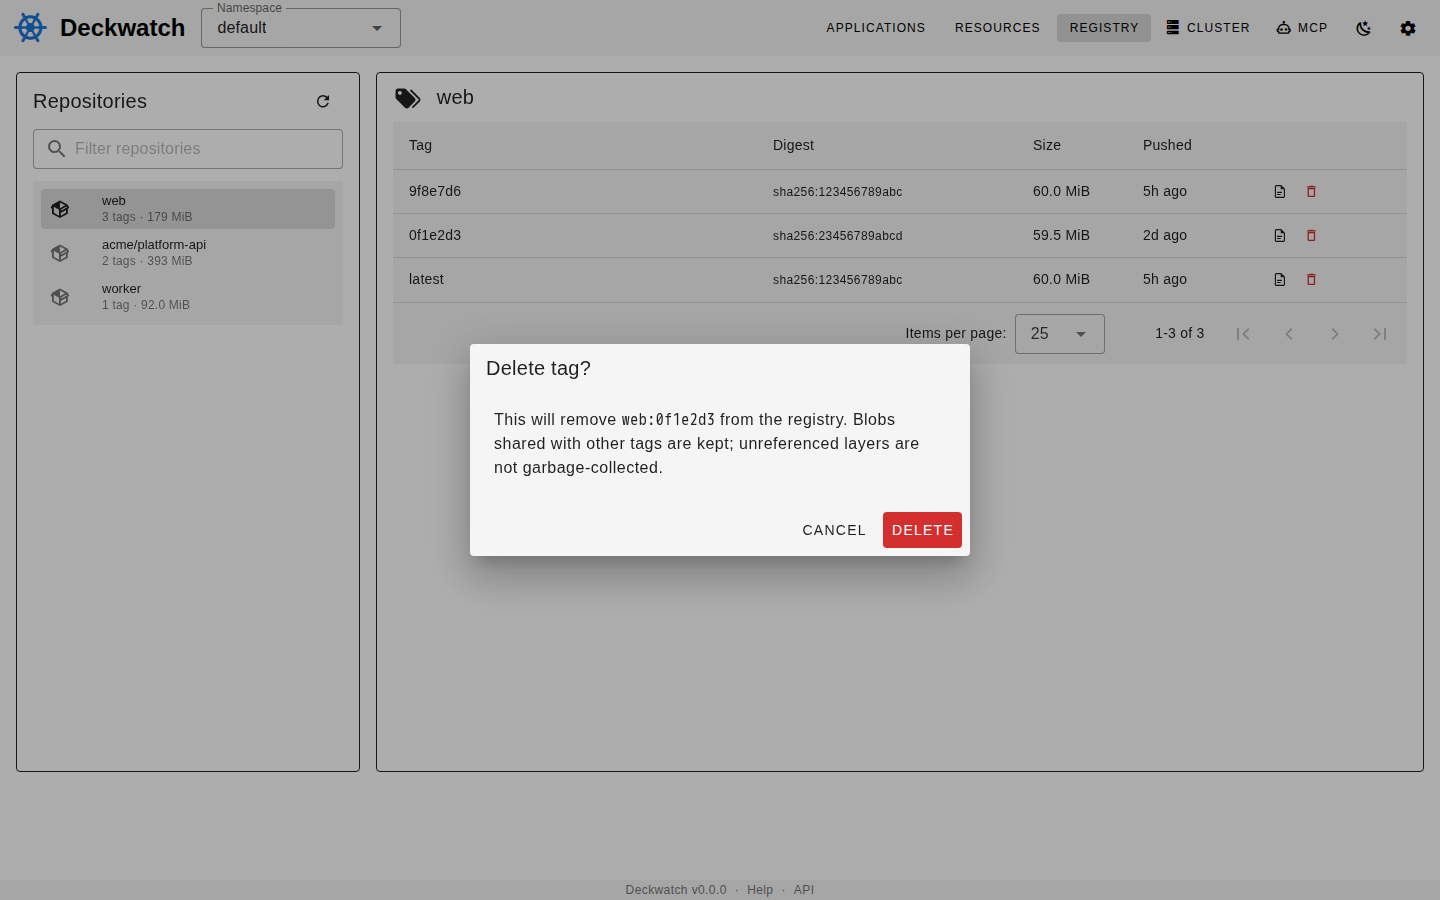 Deckwatch
Namespace
default
APPLICATIONS
RESOURCES
REGISTRY
CLUSTER
MCP
Repositories
Filter repositories
web
3 tags · 179 MiB
acme/platform-api
2 tags · 393 MiB
worker
1 tag · 92.0 MiB
web
Tag Digest Size Pushed
9f8e7d6 sha256:123456789abc 60.0 MiB 5h ago
0f1e2d3 sha256:23456789abcd 59.5 MiB 2d ago
latest sha256:123456789abc 60.0 MiB 5h ago
Items per page: 25 1-3 of 3
Delete tag?
This will remove web:0f1e2d3 from the registry. Blobs
shared with other tags are kept; unreferenced layers are
not garbage-collected.
CANCEL DELETE
Deckwatch v0.0.0 · Help · API